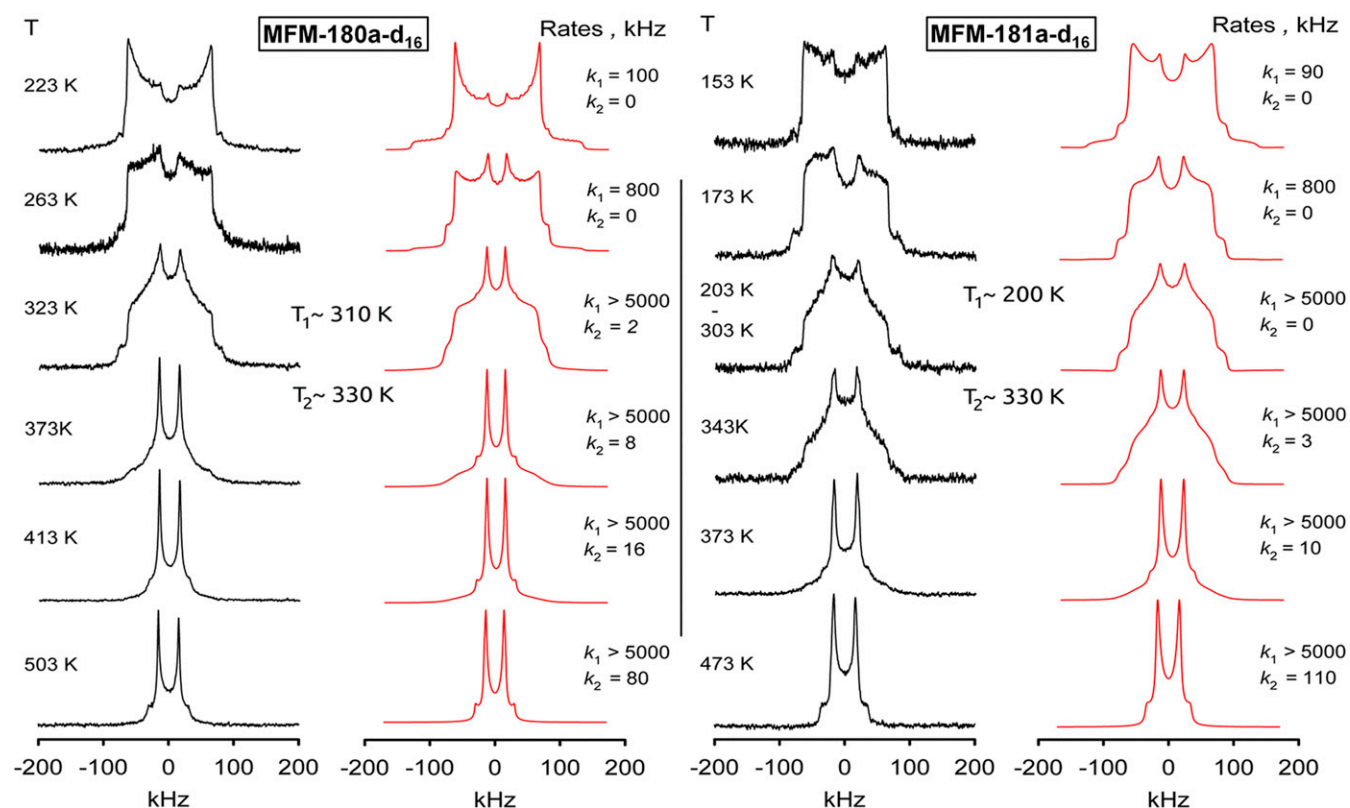 T
MFM-180a-d16
Rates , kHz
223 K
k1 = 100
k2 = 0
263 K
k1 = 800
k2 = 0
323 K
T1~ 310 K
k1 > 5000
k2 = 2
T2~ 330 K
373K
k1 > 5000
k2 = 8
413 K
k1 > 5000
k2 = 16
503 K
k1 > 5000
k2 = 80
-200 -100 0 100 200
kHz
-200 -100 0 100 200
kHz
T
MFM-181a-d16
Rates , kHz
153 K
k1 = 90
k2 = 0
173 K
k1 = 800
k2 = 0
203 K
-
303 K
T1~ 200 K
k1 > 5000
k2 = 0
T2~ 330 K
343K
k1 > 5000
k2 = 3
373 K
k1 > 5000
k2 = 10
473 K
k1 > 5000
k2 = 110
-200 -100 0 100 200
kHz
-200 -100 0 100 200
kHz